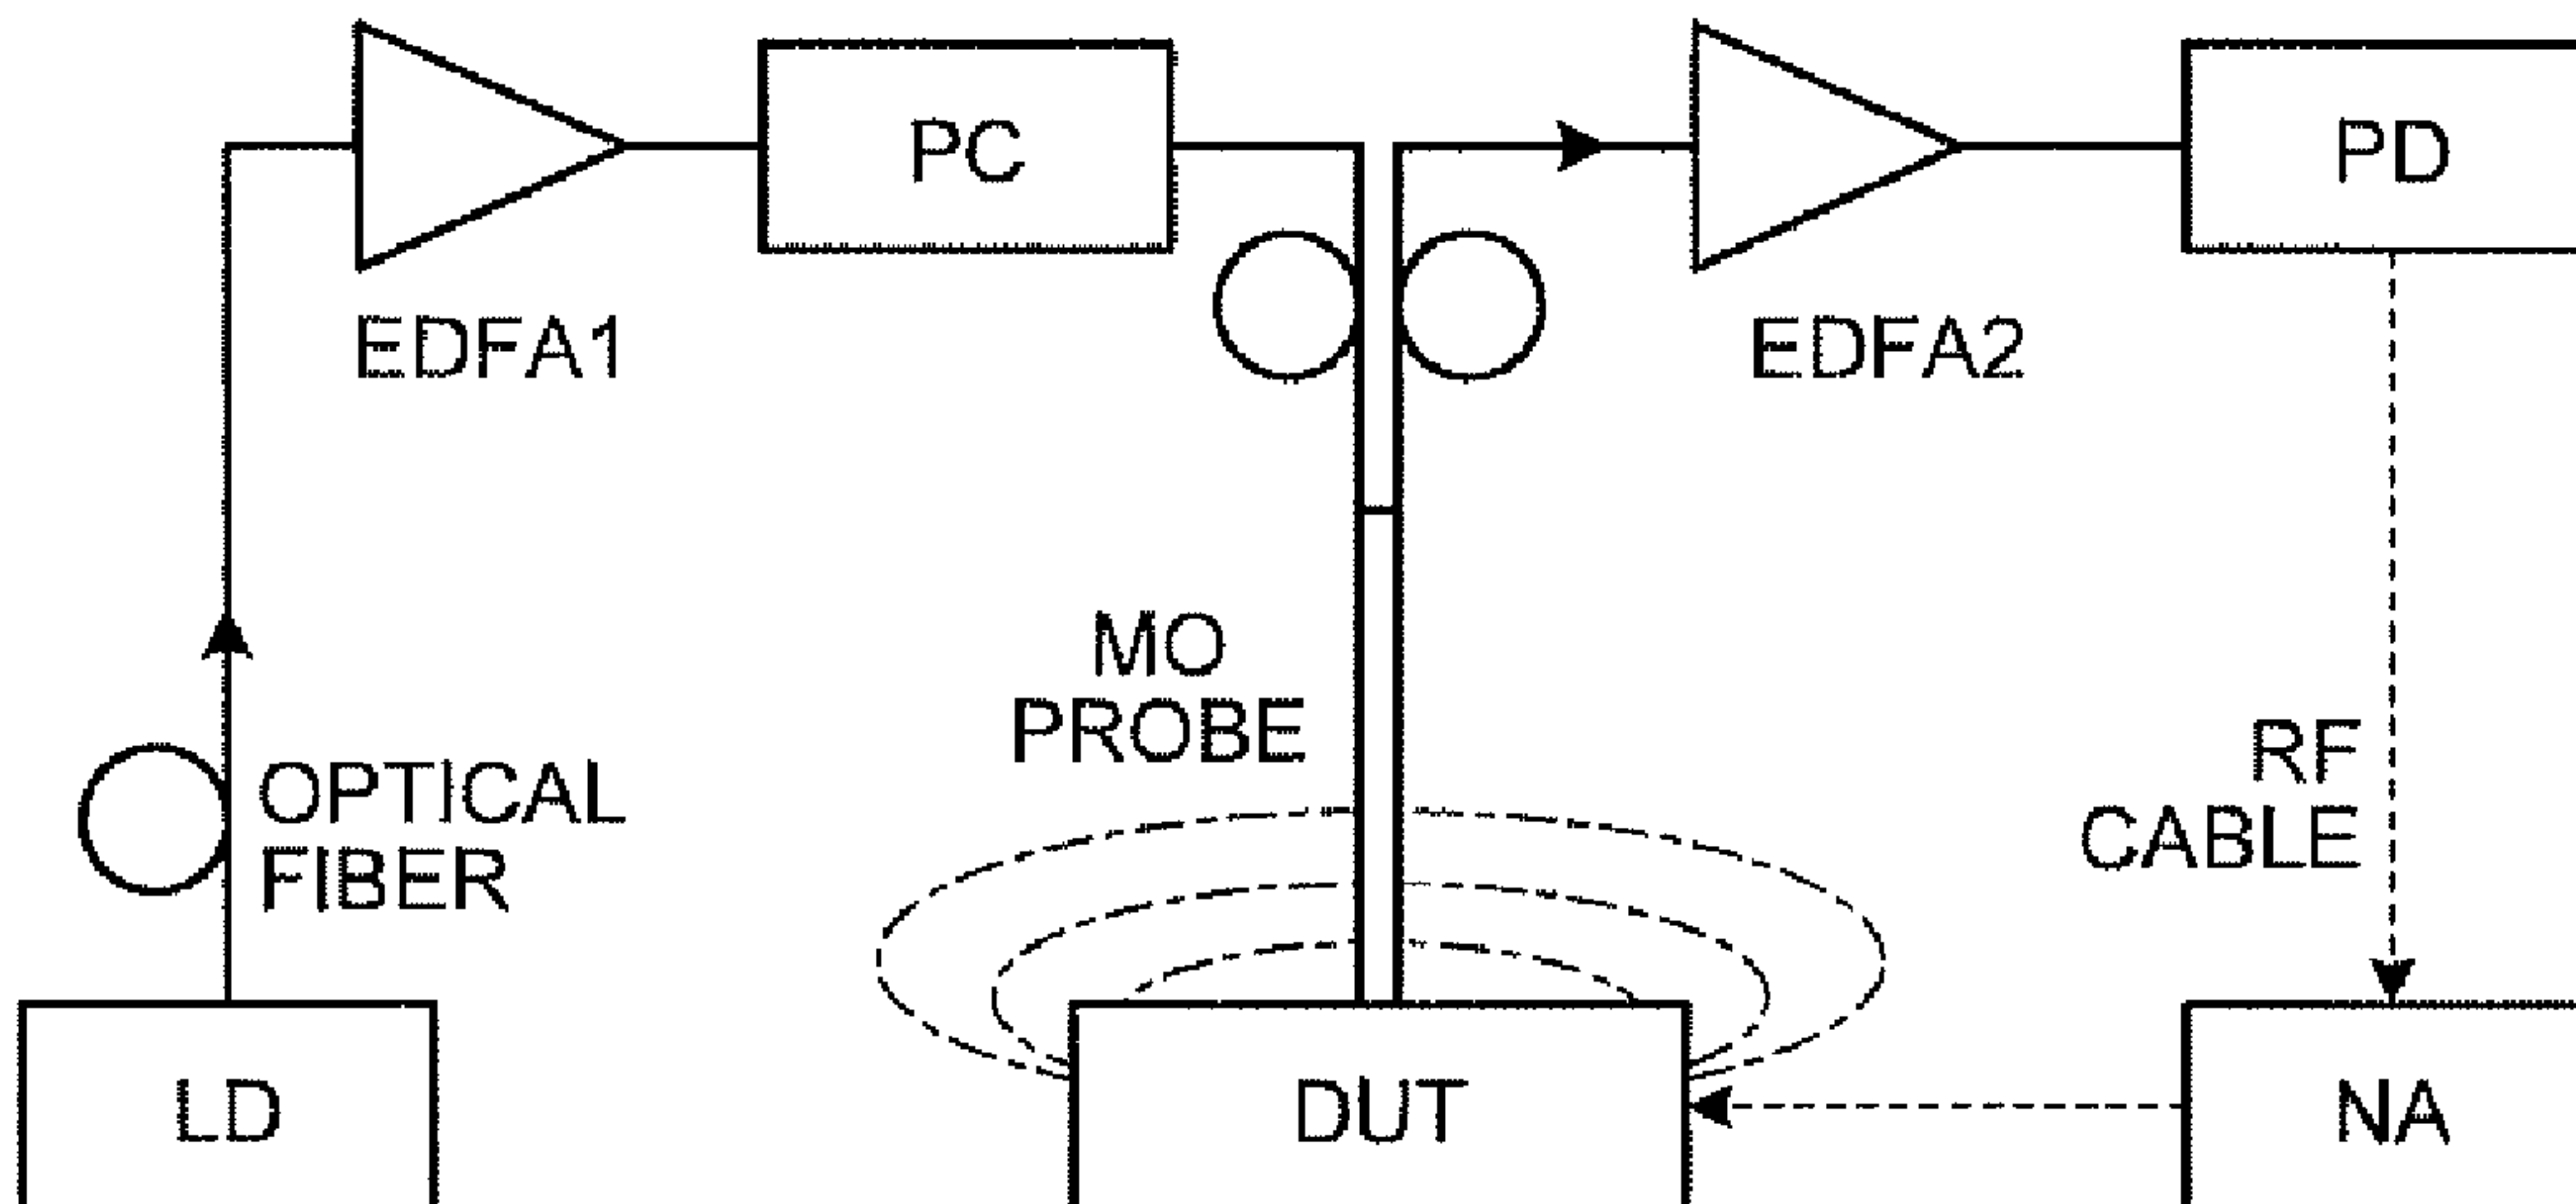 PC
PD
EDFA1
EDFA2
MO
PROBE
OPTICAL
FIBER
RF
CABLE
LD
DUT
NA